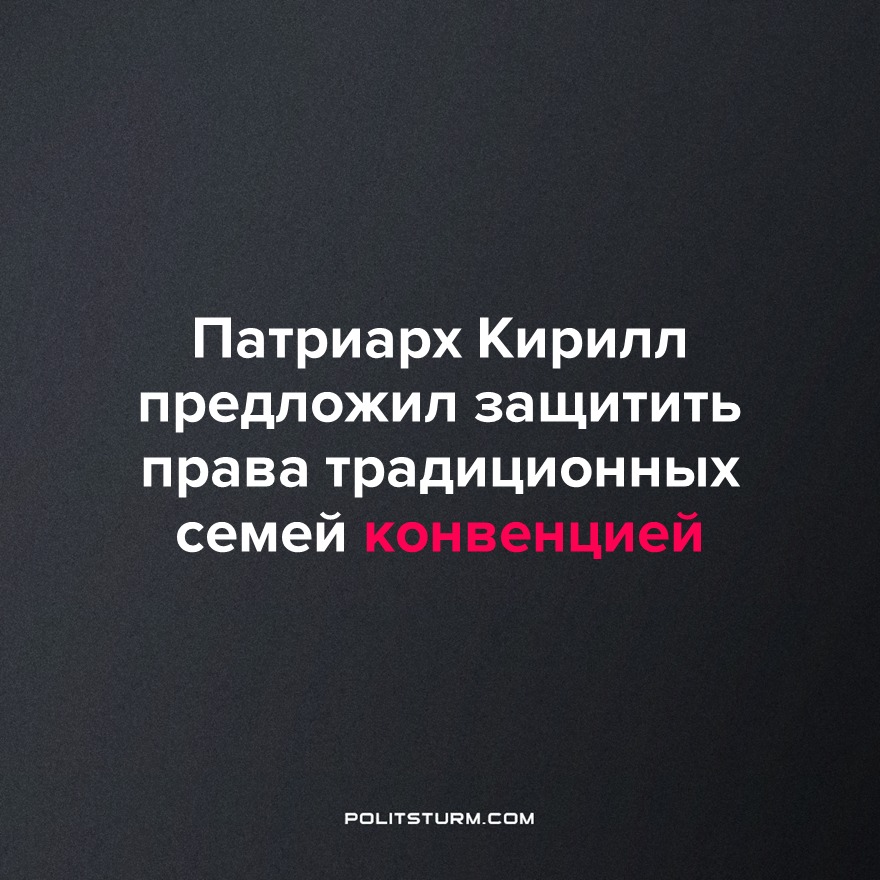 Патриарх Кирилл
предложил защитить
права традиционных
семей конвенцией
POLITSTURM.COM